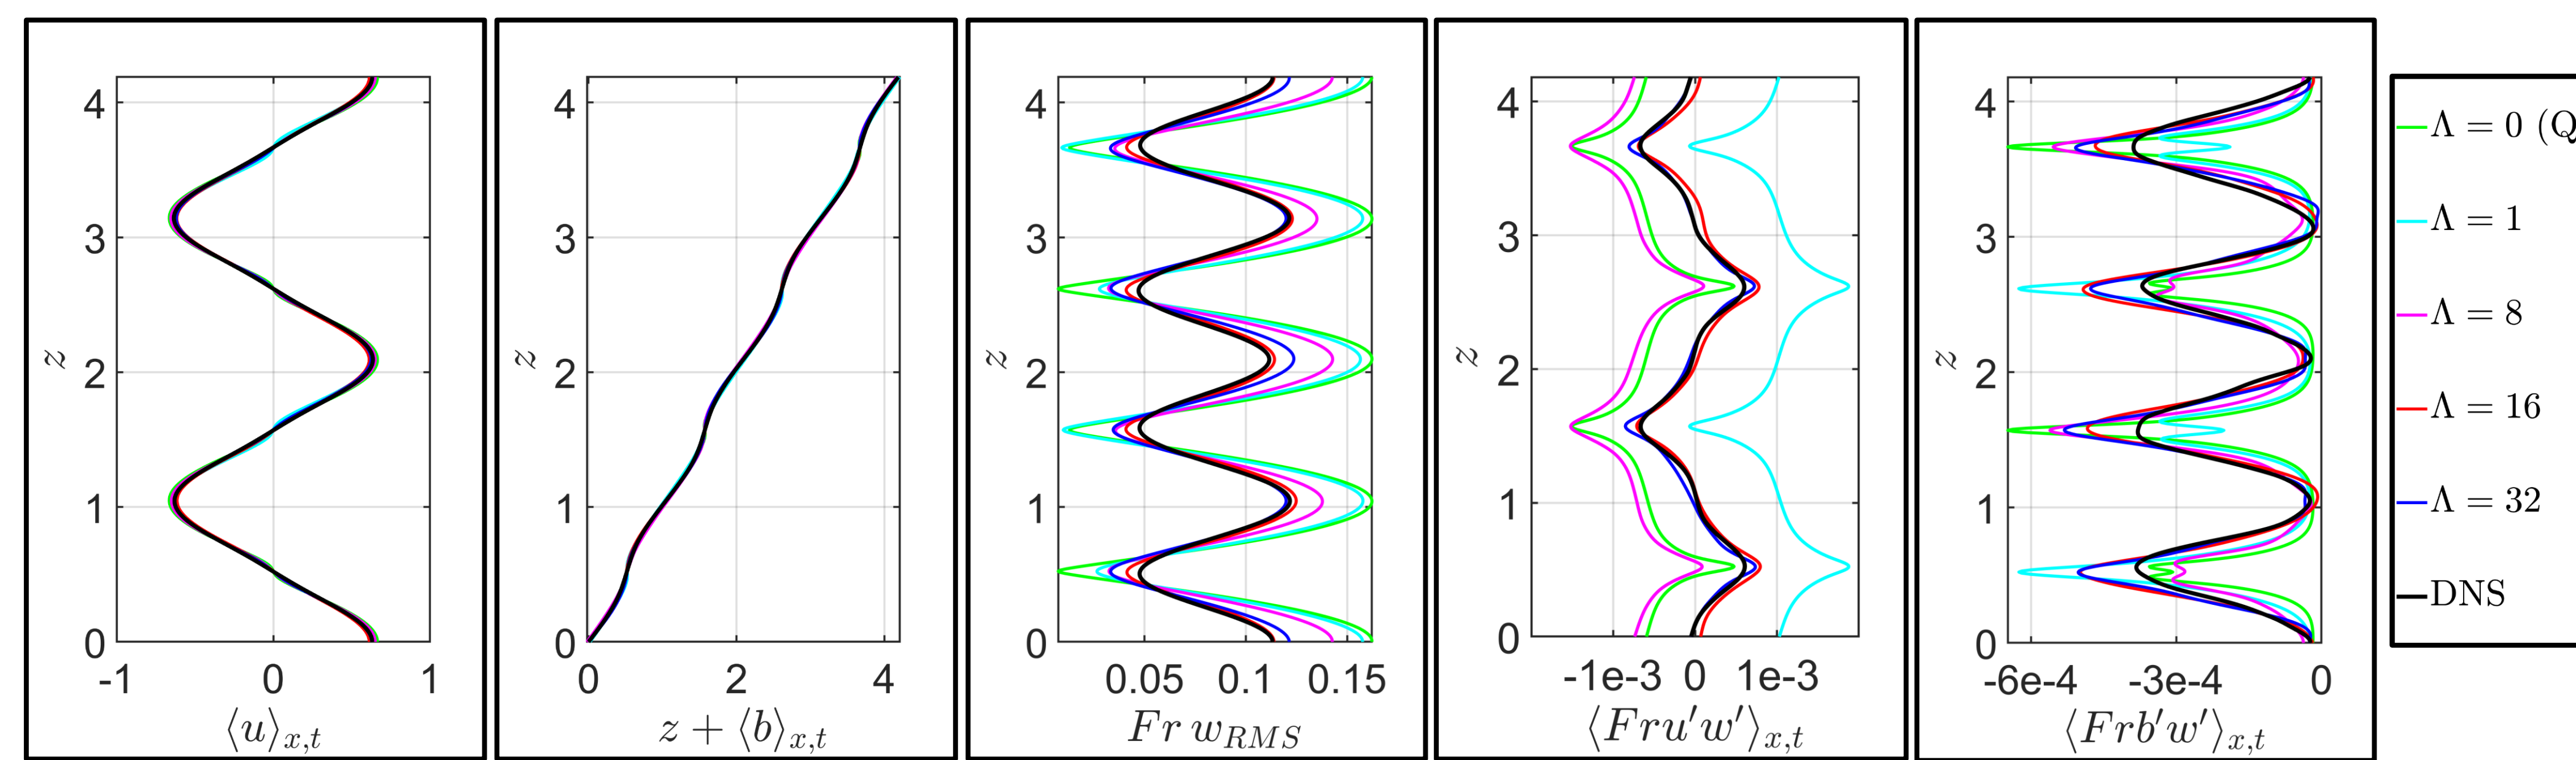 4
3
2
1
0
z
-1 0 1
⟨u⟩x,t
4
3
2
1
0
z
0 2 4
z + ⟨b⟩x,t
4
3
2
1
0
z
0.05 0.1 0.15
Fr wRMS
4
3
2
1
0
z
-1e-3 0 1e-3
⟨Fru′w′⟩x,t
4
3
2
1
0
z
-6e-4 -3e-4 0
⟨Frb′w′⟩x,t
Λ = 0 (Q
Λ = 1
Λ = 8
Λ = 16
Λ = 32
DNS